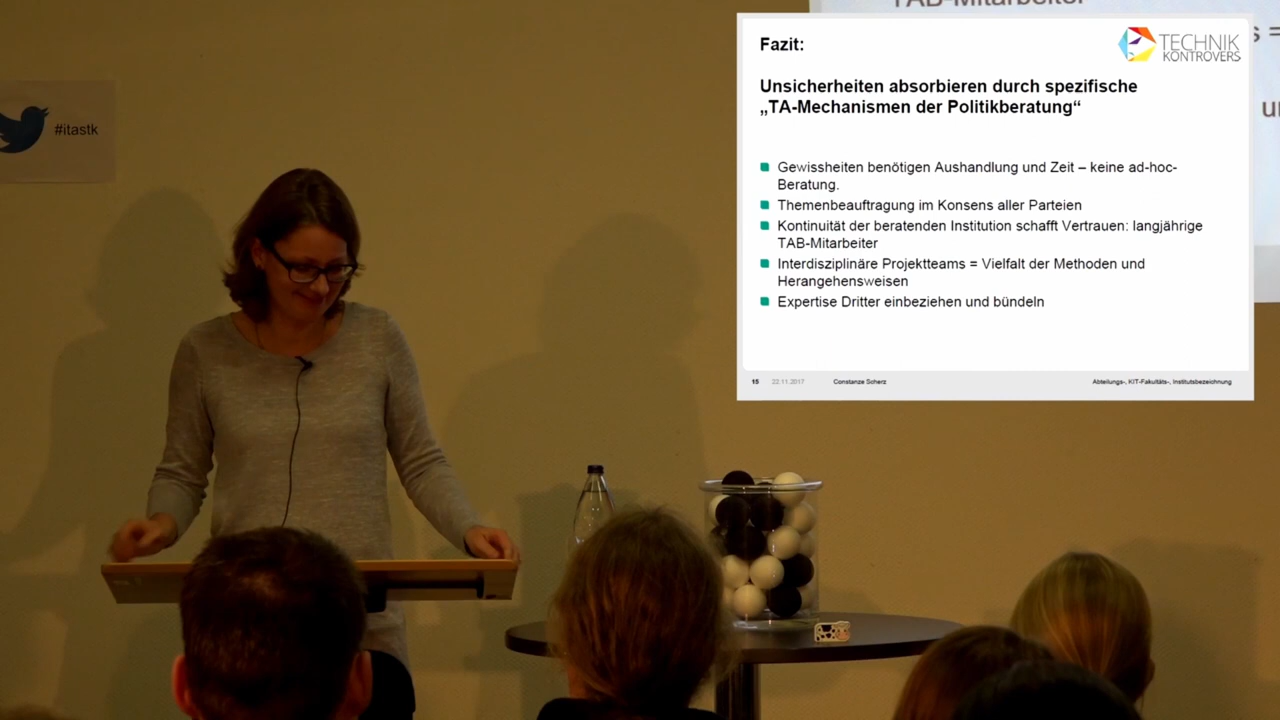 TAB-Mitarbeiter
#itastk
Fazit:
TECHNIK
KONTROVERS
Unsicherheiten absorbieren durch spezifische
„TA-Mechanismen der Politikberatung“
Gewissheiten benötigen Aushandlung und Zeit – keine ad-hoc-
Beratung.
Themenbeauftragung im Konsens aller Parteien
Kontinuität der beratenden Institution schafft Vertrauen: langjährige
TAB-Mitarbeiter
Interdisziplinäre Projektteams = Vielfalt der Methoden und
Herangehensweisen
Expertise Dritter einbeziehen und bündeln
15 22.11.2017 Constanze Scherz Abteilungs-, KIT-Fakultäts-, Institutsbezeichnung